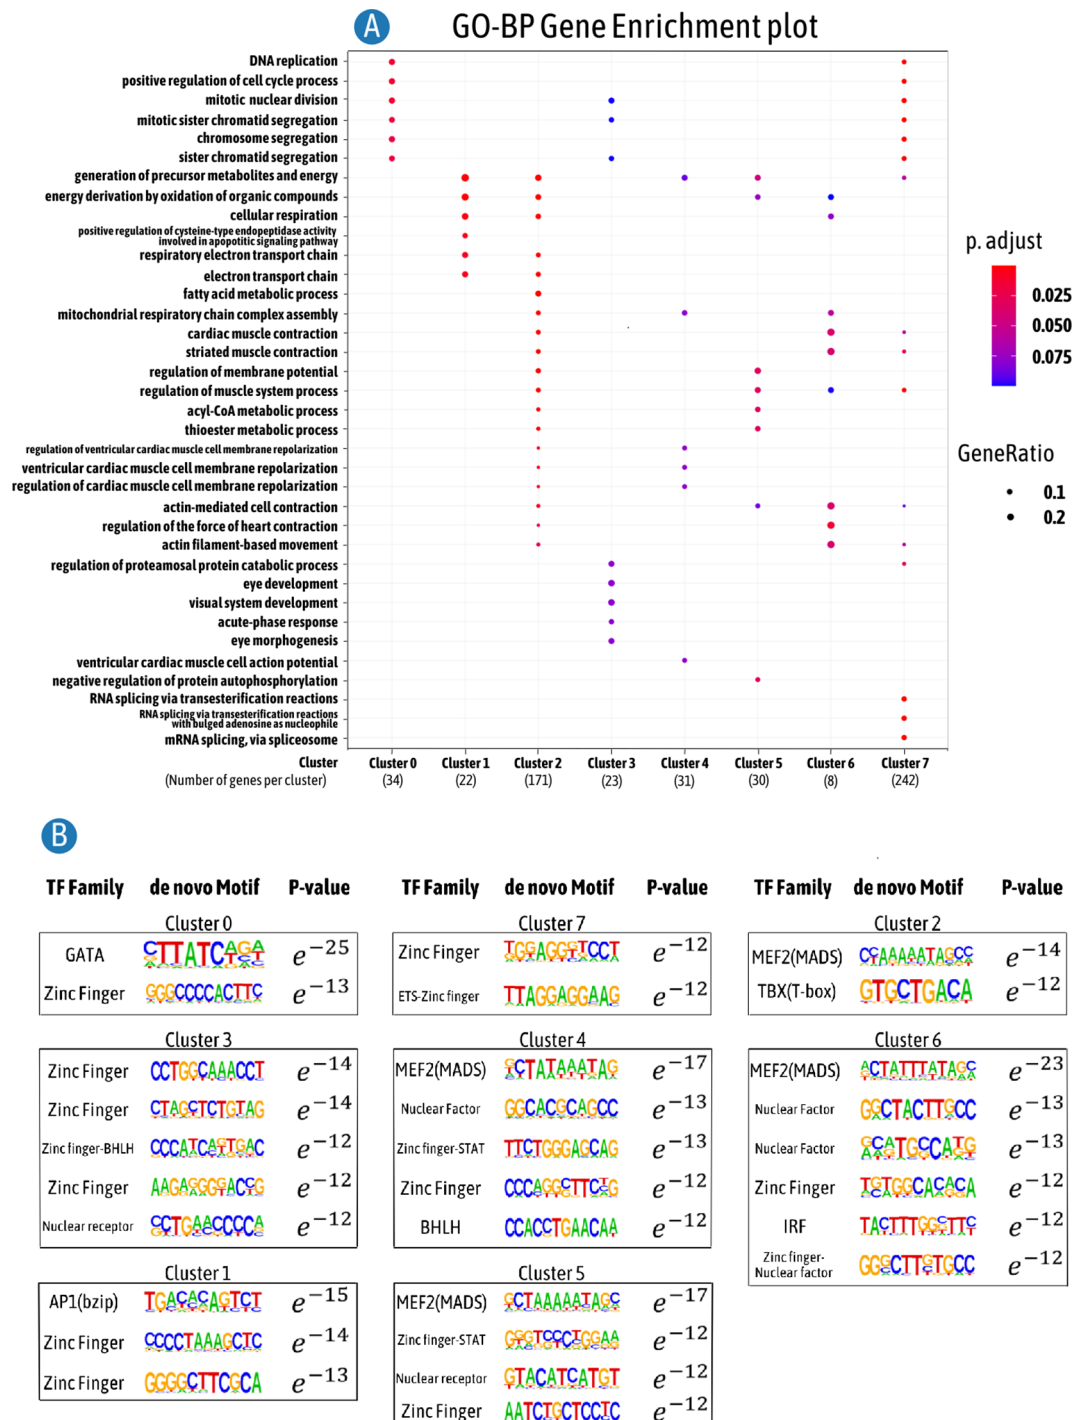 A
GO-BP Gene Enrichment plot
DNA replication
positive regulation of cell cycle process
mitotic nuclear division
mitotic sister chromatid segregation
chromosome segregation
sister chromatid segregation
generation of precursor metabolites and energy
energy derivation by oxidation of organic compounds
cellular respiration
positive regulation of cysteine-type endopeptidase activity
involved in apopotitic signaling pathway
respiratory electron transport chain
electron transport chain
fatty acid metabolic process
mitochondrial respiratory chain complex assembly
cardiac muscle contraction
striated muscle contraction
regulation of membrane potential
regulation of muscle system process
acyl-CoA metabolic process
thioester metabolic process
regulation of ventricular cardiac muscle cell membrane repolarization
ventricular cardiac muscle cell membrane repolarization
regulation of cardiac muscle cell membrane repolarization
actin-mediated cell contraction
regulation of the force of heart contraction
actin filament-based movement
regulation of proteamosal protein catabolic process
eye development
visual system development
acute-phase response
eye morphogenesis
ventricular cardiac muscle cell action potential
negative regulation of protein autophosphorylation
RNA splicing via transesterification reactions
RNA splicing via transesterification reactions
with bulged adenosine as nucleophile
mRNA splicing, via spliceosome
Cluster Cluster 0 Cluster 1 Cluster 2 Cluster 3 Cluster 4 Cluster 5 Cluster 6 Cluster 7
(Number of genes per cluster) (34) (22) (171) (23) (31) (30) (8) (242)
p. adjust
0.025
0.050
0.075
GeneRatio
0.1
0.2
B
TF Family de novo Motif P-value
Cluster 0
GATA e−25
Zinc Finger GGGCCCCACTTC e−13
Cluster 3
Zinc Finger CCTGGCAAACCT e−14
Zinc Finger CTAGCTCTGTAG e−14
Zinc finger-BHLH CCCATCAGTGAC e−12
Zinc Finger AAGAGGGGACG e−12
Nuclear receptor CCTGAACCCCA e−12
Cluster 1
AP1(bzip) TGACACAGTCT e−15
Zinc Finger CCCCTAAAGCTC e−14
Zinc Finger GGGGCTTCGCA e−13
TF Family de novo Motif P-value
Cluster 7
Zinc Finger TGGAGGTCCT e−12
ETS-Zinc finger TTAGGAGGAAG e−12
Cluster 4
MEF2(MADS) GCTATAAATAG e−17
Nuclear Factor GGCACGCAGCC e−13
Zinc finger-STAT TTCTGGGAGCAG e−13
Zinc Finger CCCAGGCTTCTG e−12
BHLH CCACCTGAACAA e−12
Cluster 5
MEF2(MADS) GCTAAAAATAGC e−17
Zinc finger-STAT GGGTCCCTGGAA e−12
Nuclear receptor GTACATCATGT e−12
Zinc Finger AATCTGCTCCTC e−12
TF Family de novo Motif P-value
Cluster 2
MEF2(MADS) CCAAAAATAGCC e−14
TBX(T-box) GTGCTGACA e−12
Cluster 6
MEF2(MADS) ACTATTTATAGC e−23
Nuclear Factor GGCTACTTGCC e−13
Nuclear Factor GCATGCCATG e−13
Zinc Finger TGTGGCACACA e−12
IRF TACTTTGGCTTC e−12
Zinc finger-
Nuclear factor GGGCTTGTGCC e−12